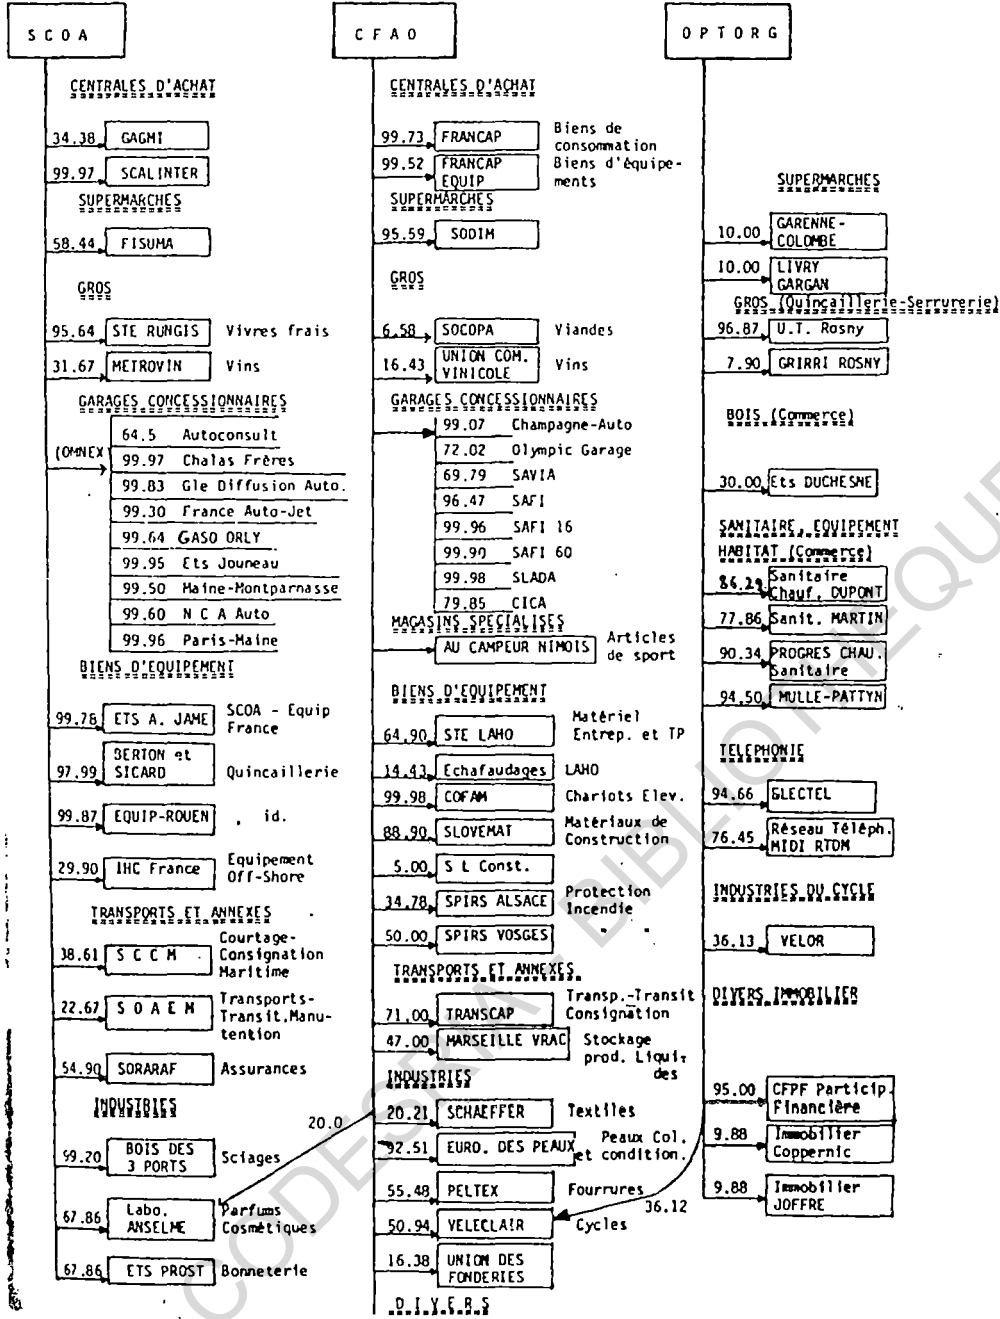 SCOA
CENTRALES D'ACHAT
34.38 GAGMI
99.97 SCALINTER
SUPERMARCHES
58.44 FISUMA
GROS
95.64 STE RUNGIS Vivres frais
31.67 METROVIN Vins
GARAGES CONCESSIONNAIRES
(OMNEX
64.5 Autoconsult
99.97 Chalas Frères
99.83 Gle Diffusion Auto.
99.30 France Auto-Jet
99.64 GASO ORLY
99.95 Ets Jouneau
99.50 Maine-Montparnasse
99.60 N C A Auto
99.96 Paris-Maine
BIENS D'EQUIPEMENT
99.78 ETS A. JAME SCOA - Equip
France
BERTON et
97.99 SICARD Quincaillerie
99.87 EQUIP-ROUEN id.
29.90 IHC France Equipement
Off-Shore
TRANSPORTS ET ANNEXES
38.61 S C C M Courtage-
Consignation
Maritime
22.67 S O A E M Transports-
Transit.Manu-
tention
54.90 SORARAF Assurances
INDUSTRIES
99.20 BOIS DES
3 PORTS Sciages
67.86 Labo.
ANSELME Parfums
Cosmétiques
67.86 ETS PROST Bonneterie
CFAO
CENTRALES D'ACHAT
99.73 FRANCAP Biens de
consommation
99.52 FRANCAP
EQUIP Biens d'équipe-
ments
SUPERMARCHES
95.59 SODIM
GROS
6.58 SOCOPA Viandes
16.43 UNION COM.
VINICOLE Vins
GARAGES CONCESSIONNAIRES
99.07 Champagne-Auto
72.02 Olympic Garage
69.79 SAVIA
96.47 SAFI
99.96 SAFI 16
99.90 SAFI 60
99.98 SLADA
79.85 CICA
MAGASINS SPECIALISES
AU CAMPEUR NIMOIS Articles
de sport
BIENS D'EQUIPEMENT
64.90 STE LAHO Matériel
Entrep. et TP
14.43 Echafaudages LAHO
99.98 COFAM Chariots Elev.
88.90 SLOVEMAT Matériaux de
Construction
5.00 S L Const.
34.78 SPIRS ALSACE Protection
Incendie
50.00 SPIRS VOSGES " "
TRANSPORTS ET ANNEXES
71.00 TRANSCAP Transp.-Transit
Consignation
47.00 MARSEILLE VRAC Stockage
prod. Liqui-
des
INDUSTRIES
20.0
20.21 SCHAEFFER Textiles
92.51 EURO. DES PEAUX Peaux Col.
et condition.
55.48 PELTEX Fourrures
36.12
50.94 VELECLAIR Cycles
16.38 UNION DES
FONDERIES
DIVERS
OPTORG
SUPERMARCHES
10.00 GARENNE-
COLOMBE
10.00 LIVRY
GARGAN
GROS (Quincaillerie-Serrurerie)
96.87 U.T. Rosny
7.90 GRIRRI ROSNY
BOIS (Commerce)
30.00 Ets DUCHESNE
SANITAIRE, EQUIPEMENT
HABITAT (Commerce)
86.29 Sanitaire
Chauf. DUPONT
77.86 Sanit. MARTIN
90.34 PROGRES CHAU.
Sanitaire
94.50 MULLE-PATTYN
TELEPHONIE
94.66 GLECTEL
76.45 Réseau Téléph.
MIDI RTDM
INDUSTRIES DU CYCLE
36.13 VELOR
DIVERS IMMOBILIER
95.00 CFPF Particip.
Financière
9.88 Immobilier
Coppernic
9.88 Immobilier
JOFFRE
CODESRIA - BIBLIOTHEQUE